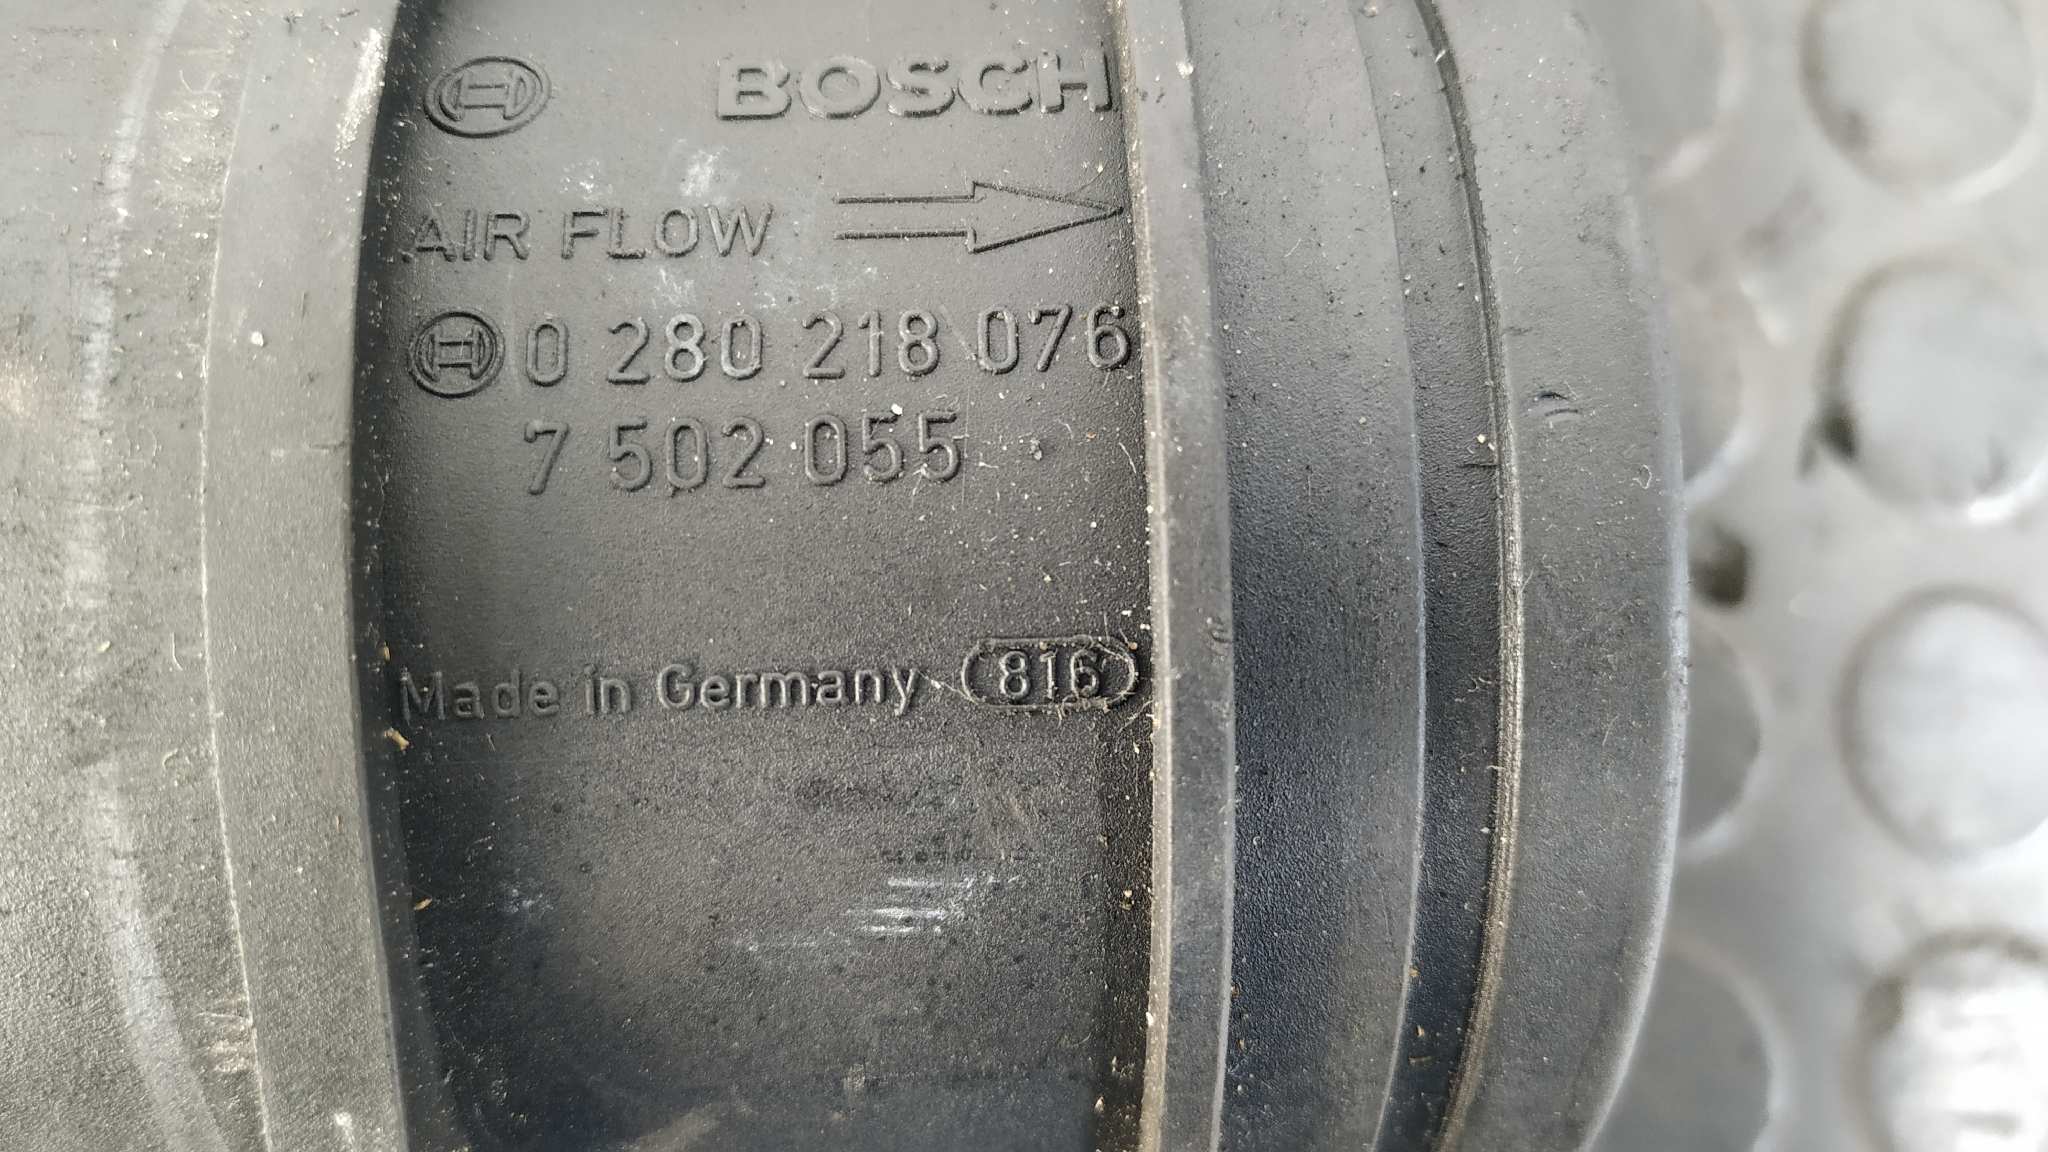 BOSCH
AIR FLOW
0 280 218 076
7 502 055
Made in Germany 816